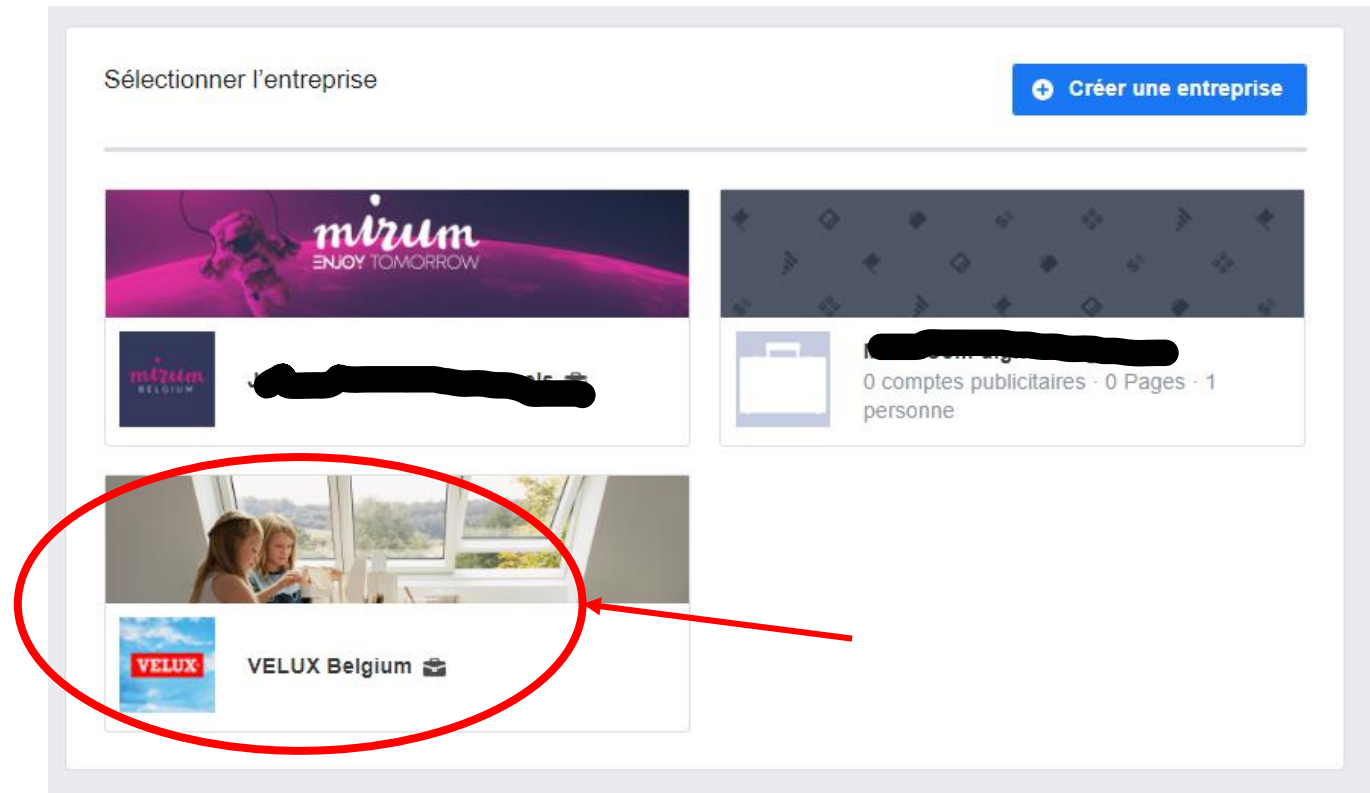 Sélectionner l’entreprise
Créer une entreprise
mirum
ENJOY TOMORROW
mirum
BELGIUM
0 comptes publicitaires · 0 Pages · 1
personne
VELUX
VELUX Belgium